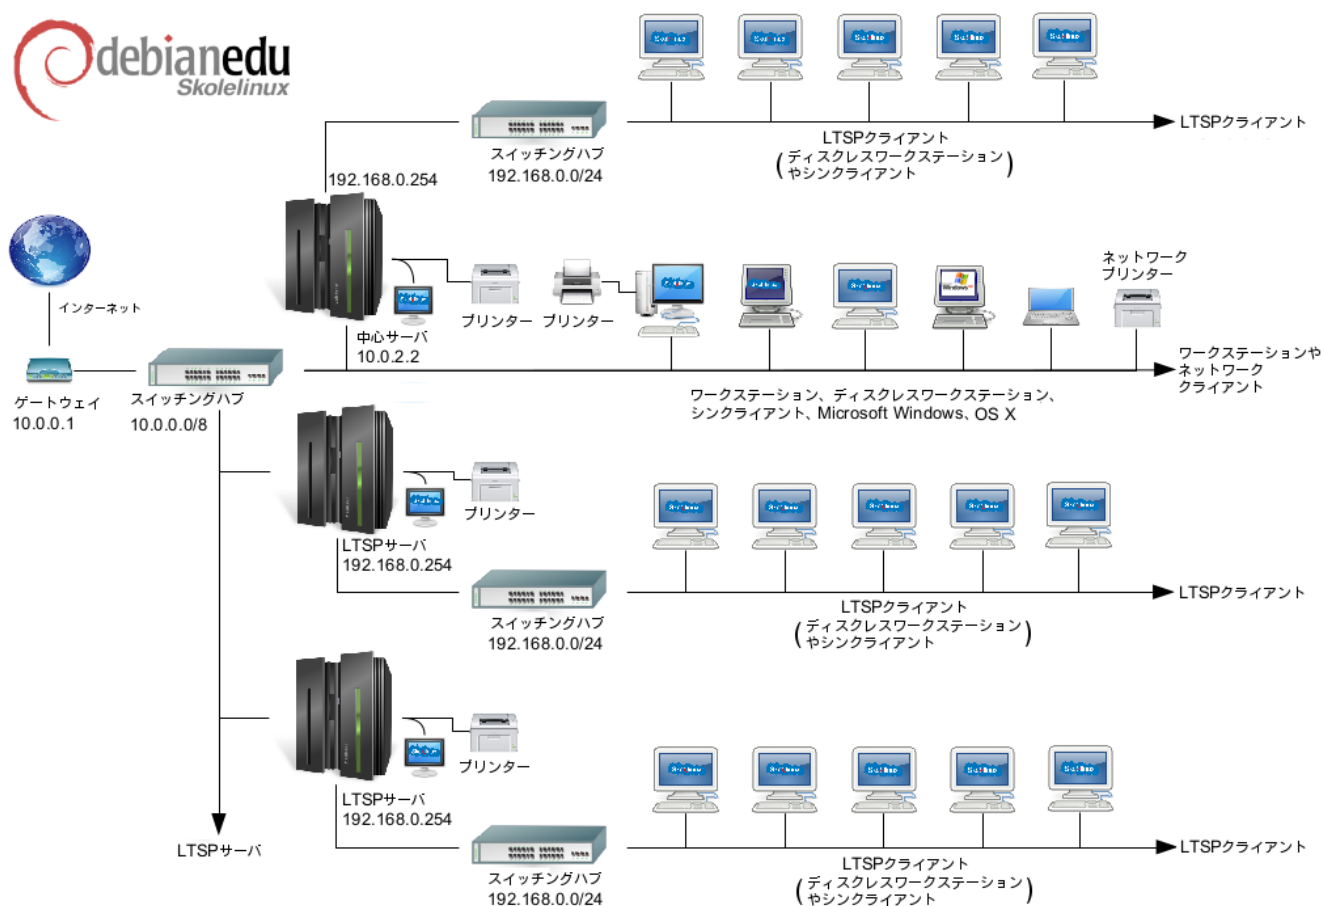 debianedu
Skolelinux
LTSPクライアント
LTSPクライアント
(ディスクレスワークステーション
やシンクライアント)
スイッチングハブ
192.168.0.0/24
192.168.0.254
インターネット
中心サーバ
10.0.2.2
プリンター
プリンター
ネットワーク
プリンター
ゲートウェイ
10.0.0.1
スイッチングハブ
10.0.0.0/8
ワークステーションや
ネットワーク
クライアント
ワークステーション、ディスクレスワークステーション、
シンクライアント、Microsoft Windows、OS X
プリンター
LTSPサーバ
192.168.0.254
スイッチングハブ
192.168.0.0/24
LTSPクライアント
(ディスクレスワークステーション
やシンクライアント)
LTSPクライアント
プリンター
LTSPサーバ
192.168.0.254
LTSPサーバ
スイッチングハブ
192.168.0.0/24
LTSPクライアント
(ディスクレスワークステーション
やシンクライアント)
LTSPクライアント